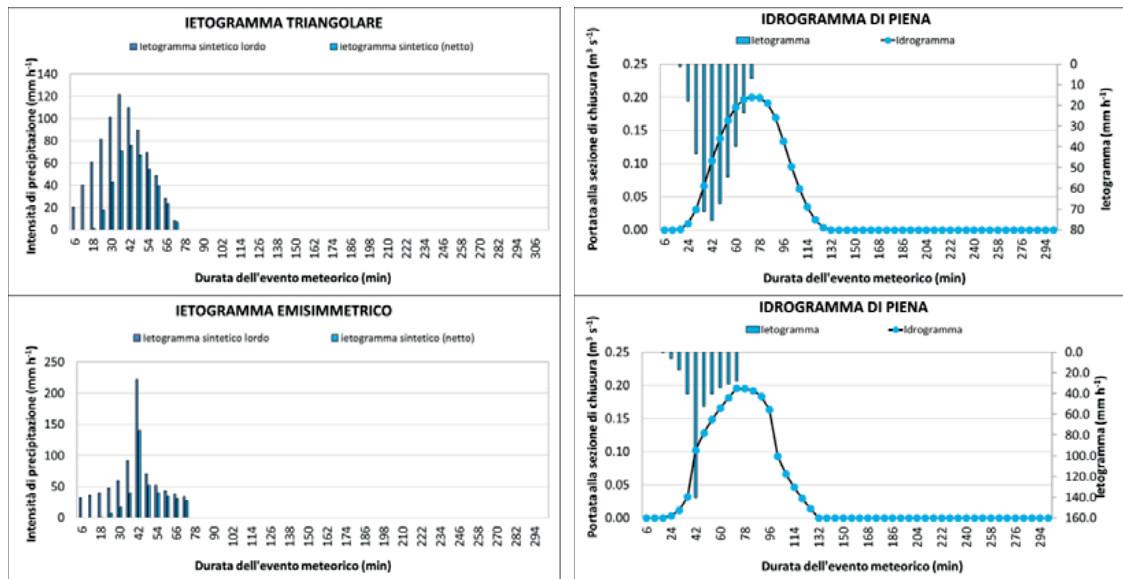 IETOGRAMMA TRIANGOLARE
Ietogramma sintetico lordo ietogramma sintetico (netto)
Intensità di precipitazione (mm h⁻¹)
140
120
100
80
60
40
20
0
6 18 30 42 54 66 78 90 102 114 126 138 150 162 174 186 198 210 222 234 246 258 270 282 294 306
Durata dell'evento meteorico (min)
IDROGRAMMA DI PIENA
Ietogramma Idrogramma
Portata alla sezione di chiusura (m³ s⁻¹)
0.25
0.20
0.15
0.10
0.05
0.00
0
10
20
30
40
50
60
70
80
Ietogramma (mm h⁻¹)
6 24 42 60 78 96 114 132 150 168 186 204 222 240 258 276 294
Durata dell'evento meteorico (min)
IETOGRAMMA EMISIMMETRICO
Ietogramma sintetico lordo ietogramma sintetico (netto)
Intensità di precipitazione (mm h⁻¹)
250
200
150
100
50
0
6 18 30 42 54 66 78 90 102 114 126 138 150 162 174 186 198 210 222 234 246 258 270 282 294
Durata dell'evento meteorico (min)
IDROGRAMMA DI PIENA
Ietogramma Idrogramma
Portata alla sezione di chiusura (m³ s⁻¹)
0.25
0.20
0.15
0.10
0.05
0.00
0.0
20.0
40.0
60.0
80.0
100.0
120.0
140.0
160.0
Ietogramma (mm h⁻¹)
6 24 42 60 78 96 114 132 150 168 186 204 222 240 258 276 294
Durata dell'evento meteorico (min)